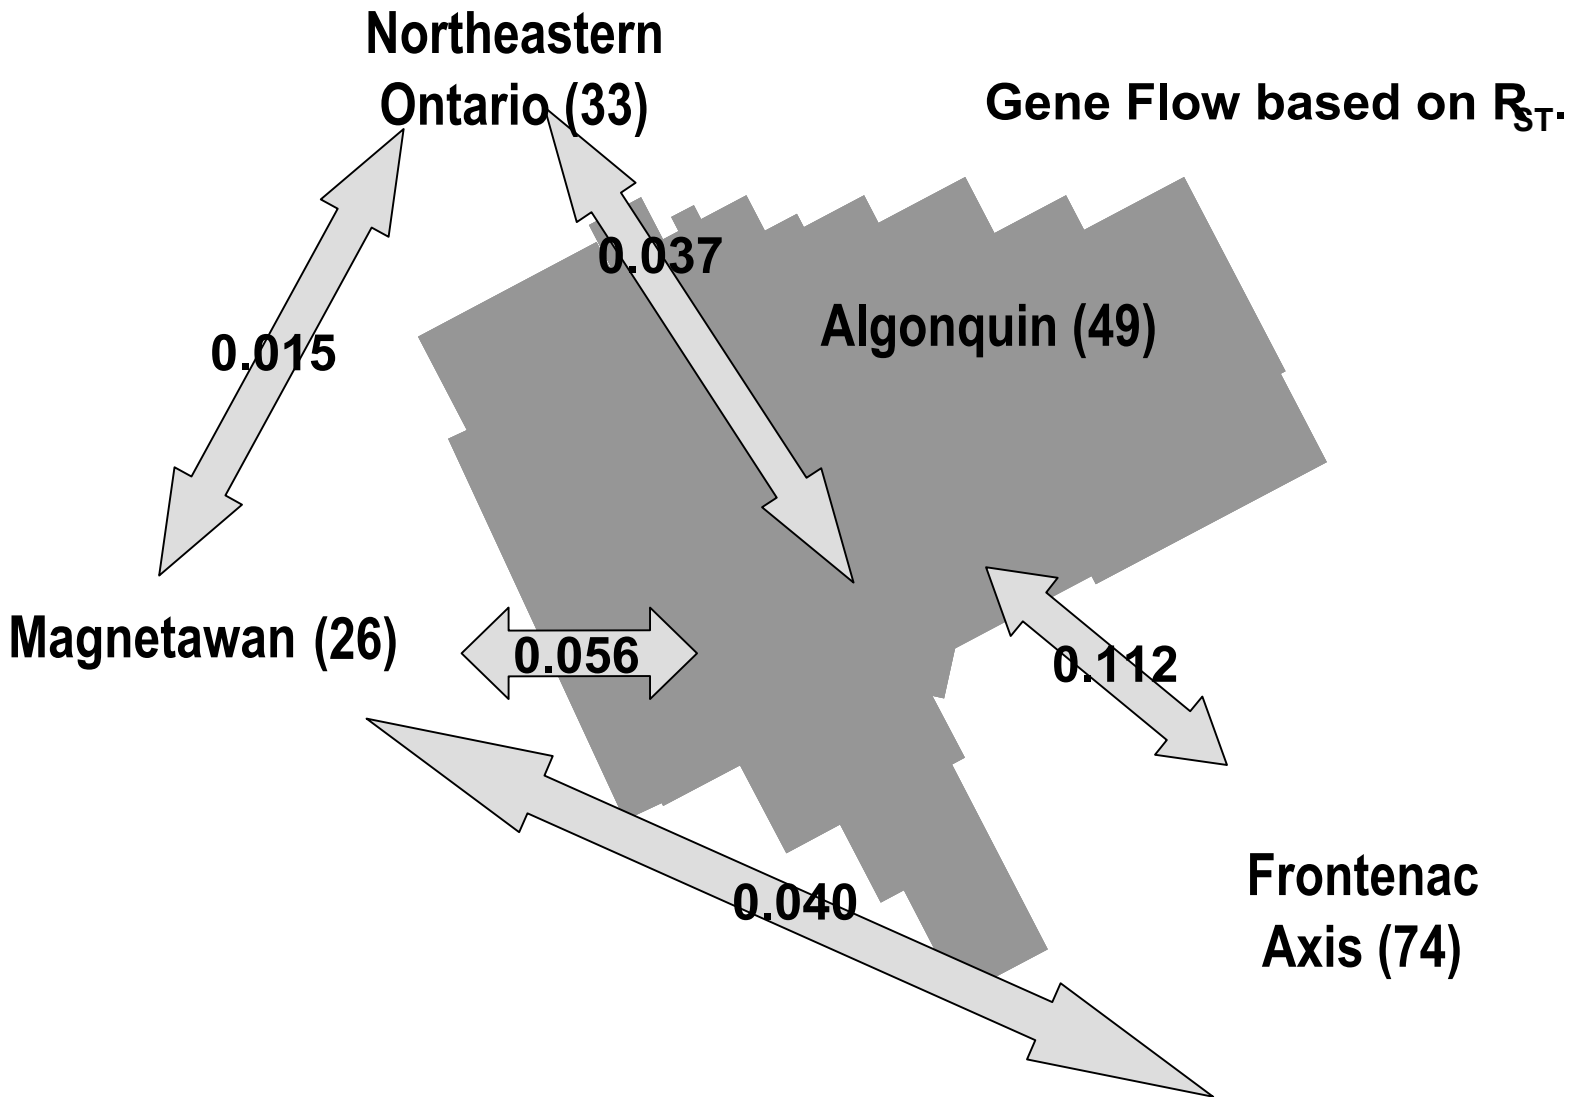 Northeastern
Ontario (33)
Gene Flow based on RST.
0.037
Algonquin (49)
0.015
Magnetawan (26)
0.056
0.112
Frontenac
Axis (74)
0.040